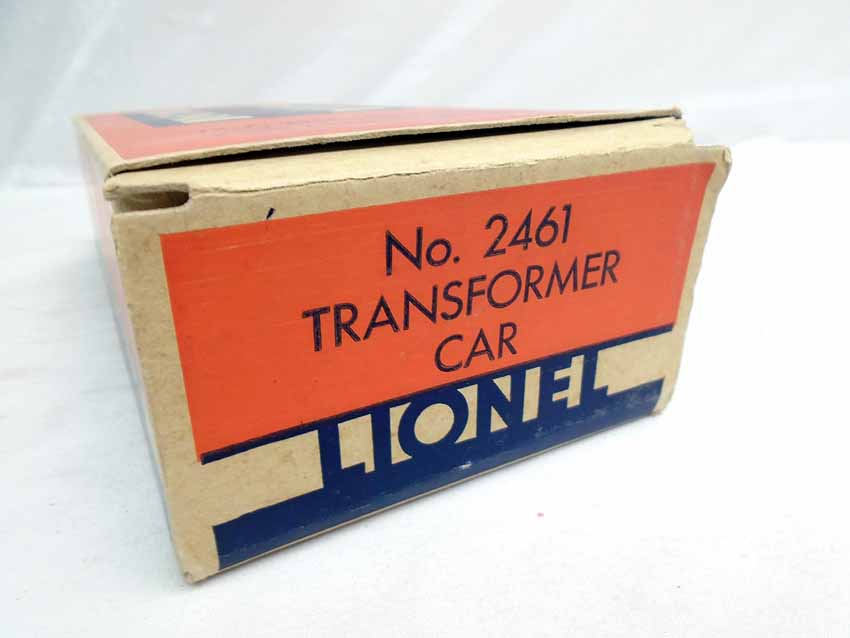 No. 2461
TRANSFORMER
CAR
LIONEL